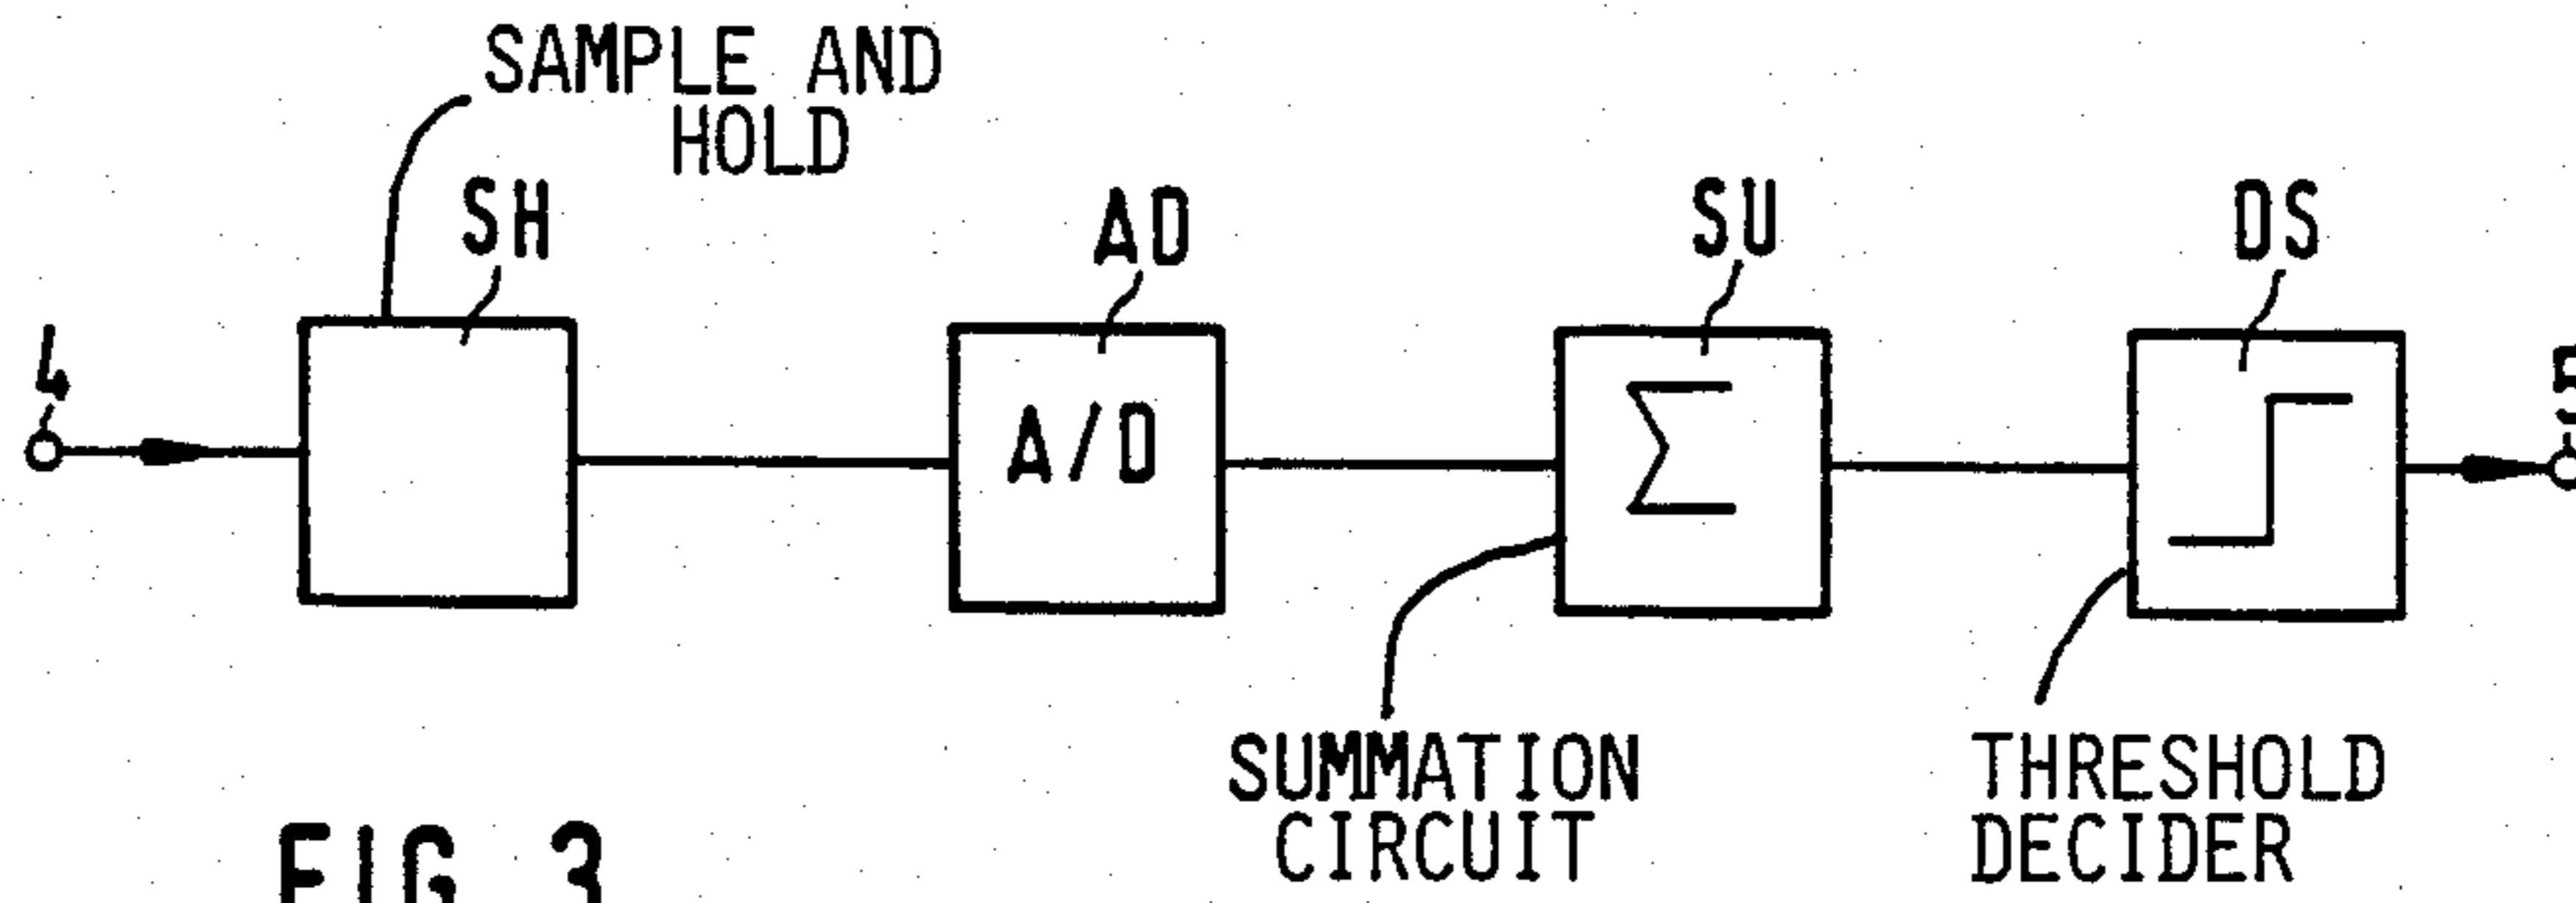 SAMPLE AND
HOLD
SH
AD
SU
DS
4
A/D
Σ
SUMMATION
CIRCUIT
THRESHOLD
DECIDER
FIG 3